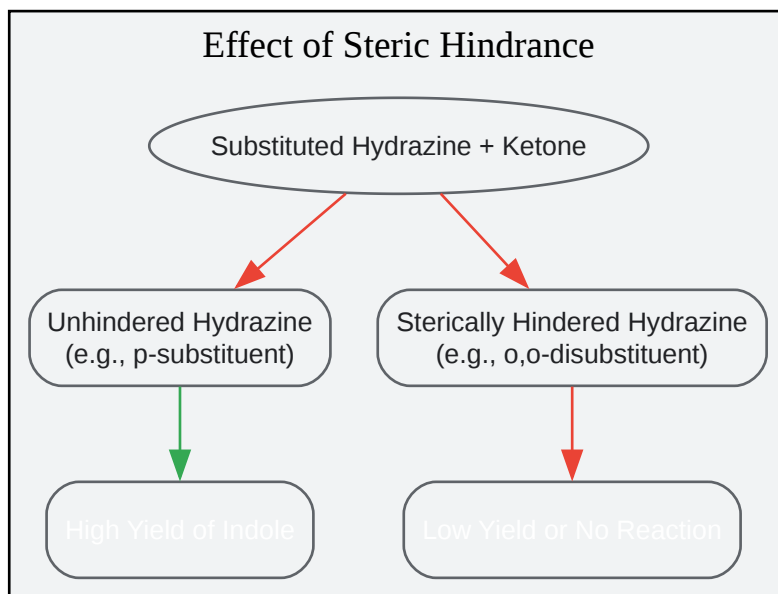 Effect of Steric Hindrance
Substituted Hydrazine + Ketone
Unhindered Hydrazine
(e.g., p-substituent)
Sterically Hindered Hydrazine
(e.g., o,o-disubstituent)
High Yield of Indole
Low Yield or No Reaction